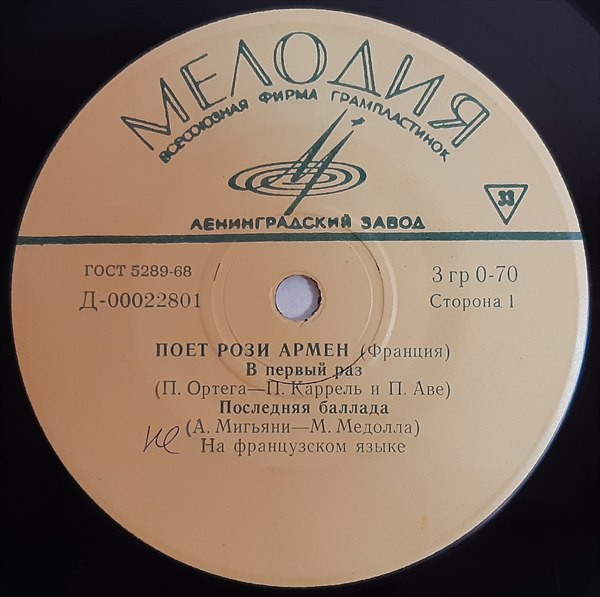 МЕЛОДИЯ
ВСЕСОЮЗНАЯ ФИРМА ГРАМПЛАСТИНОК
33
ЛЕНИНГРАДСКИЙ ЗАВОД
ГОСТ 5289-68
3 гр 0-70
Д-00022801
Сторона 1
ПОЕТ РОЗИ АРМЕН (Франция)
В первый раз
(П. Ортега—П. Каррель и П. Аве)
Последняя баллада
(А. Мигьяни—М. Медолла)
На французском языке